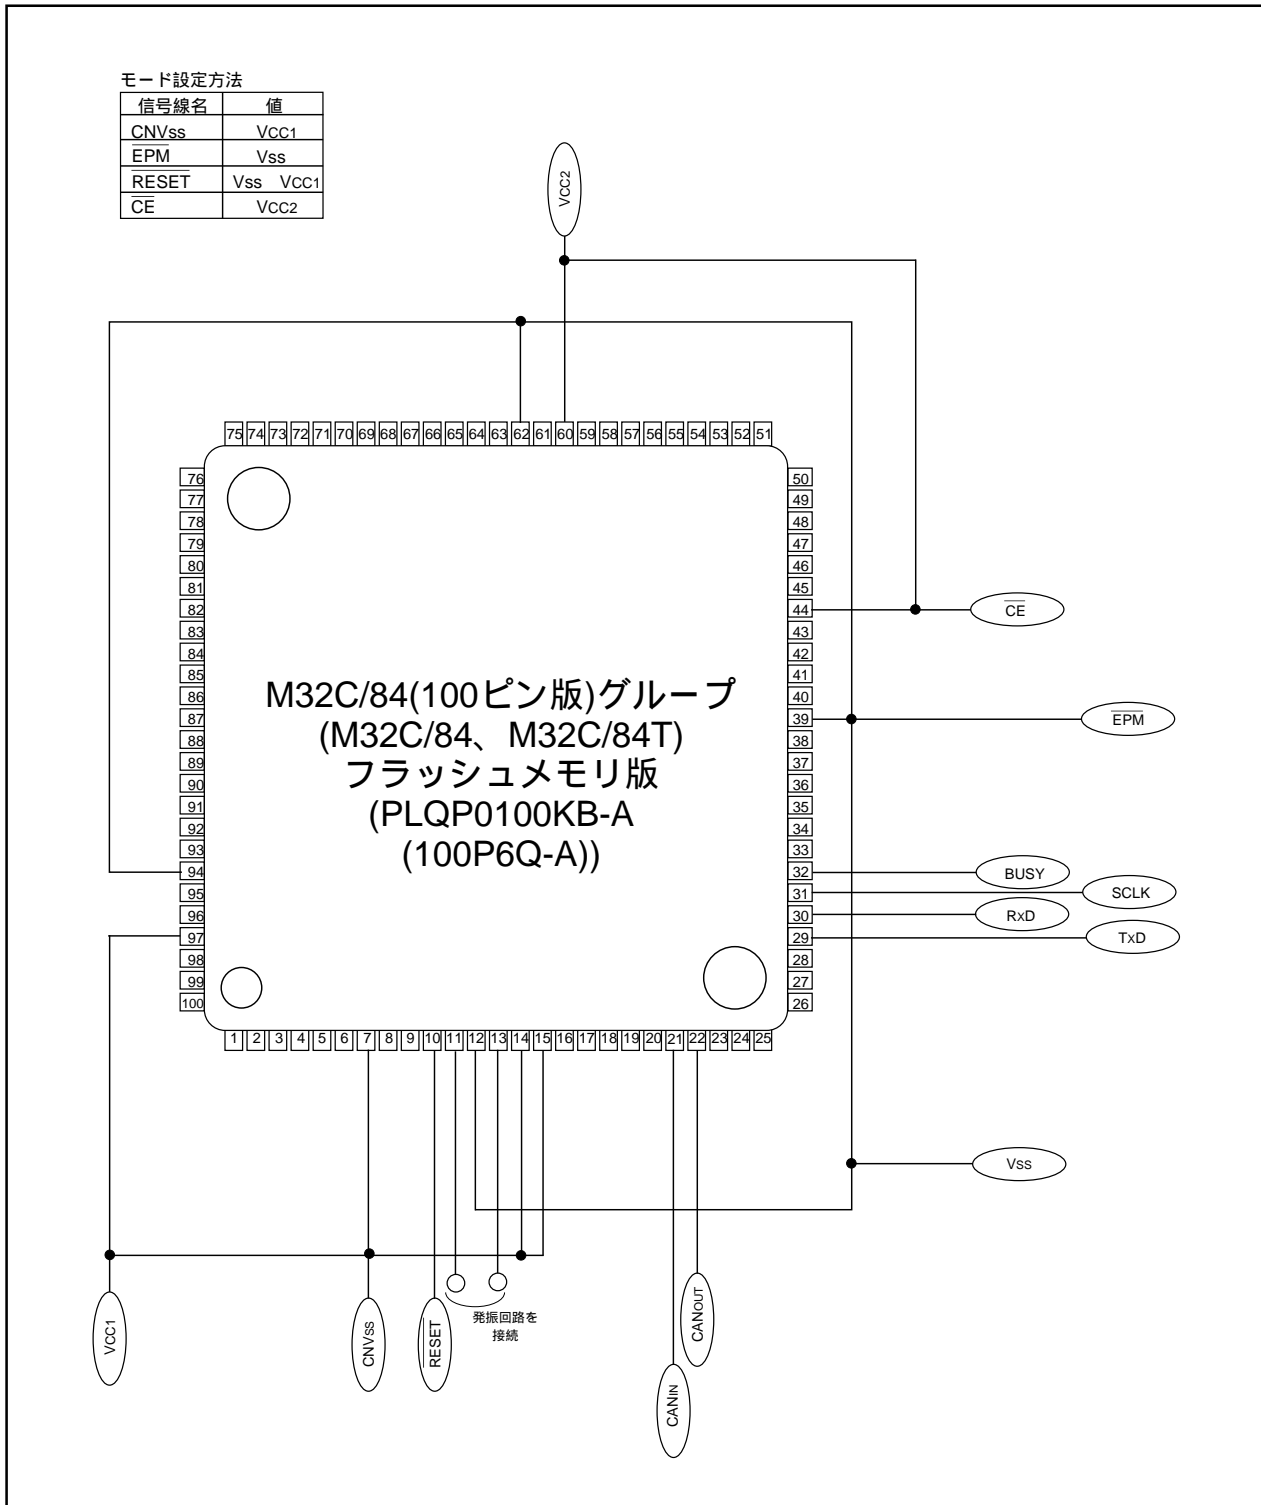 モード設定方法
信号線名 値
CNVss VCC1
EPM Vss
RESET Vss VCC1
CE VCC2
VCC2
75 74 73 72 71 70 69 68 67 66 65 64 63 62 61 60 59 58 57 56 55 54 53 52 51
76
77
78
79
80
81
82
83
84
85
86
87
88
89
90
91
92
93
94
95
96
97
98
99
100
M32C/84(100ピン版)グループ
(M32C/84、M32C/84T)
フラッシュメモリ版
(PLQP0100KB-A
(100P6Q-A))
50
49
48
47
46
45
44
43
42
41
40
39
38
37
36
35
34
33
32
31
30
29
28
27
26
CE
EPM
BUSY
SCLK
RxD
TxD
1 2 3 4 5 6 7 8 9 10 11 12 13 14 15 16 17 18 19 20 21 22 23 24 25
Vss
VCC1
CNVss
RESET
発振回路を
接続
CANIN
CANOUT